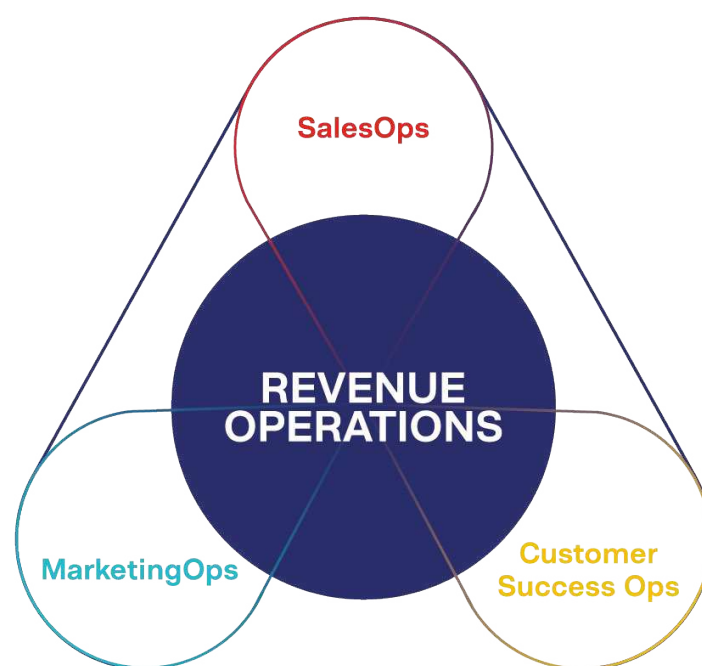 SalesOps
REVENUE
OPERATIONS
MarketingOps
Customer
Success Ops